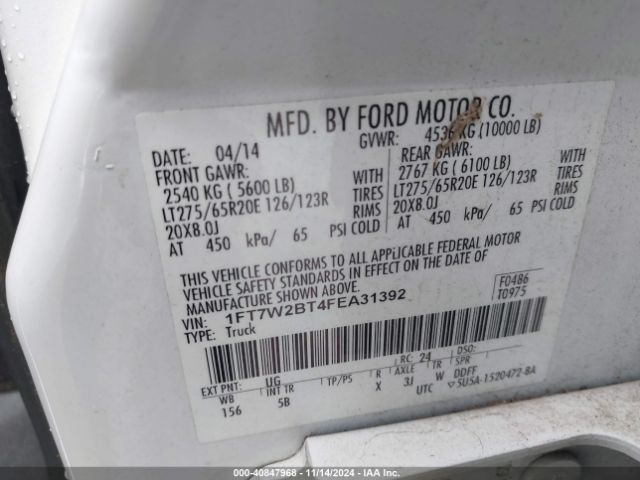 MFD. BY FORD MOTOR CO.
DATE: 04/14 GVWR: 4536 KG (10000 LB)
FRONT GAWR: REAR GAWR:
2540 KG ( 5600 LB) WITH 2767 KG ( 6100 LB) WITH
LT275/65R20E 126/123R TIRES LT275/65R20E 126/123R TIRES
20X8.0J RIMS 20X8.0J RIMS
AT 450 kPa/ 65 PSI COLD AT 450 kPa/ 65 PSI COLD
THIS VEHICLE CONFORMS TO ALL APPLICABLE FEDERAL MOTOR
VEHICLE SAFETY STANDARDS IN EFFECT ON THE DATE OF
MANUFACTURE SHOWN ABOVE.
VIN: 1FT7W2BT4FEA31392 F0486
TYPE: Truck T0975
EXT PNT: UG RC: 24 DSO:
WB INT TR TP/PS R AXLE TR SPR
156 5B X 3J W DDFF
UTC 5U5A-1520472-BA
000-40847968 | 11/14/2024 | IAA Inc.